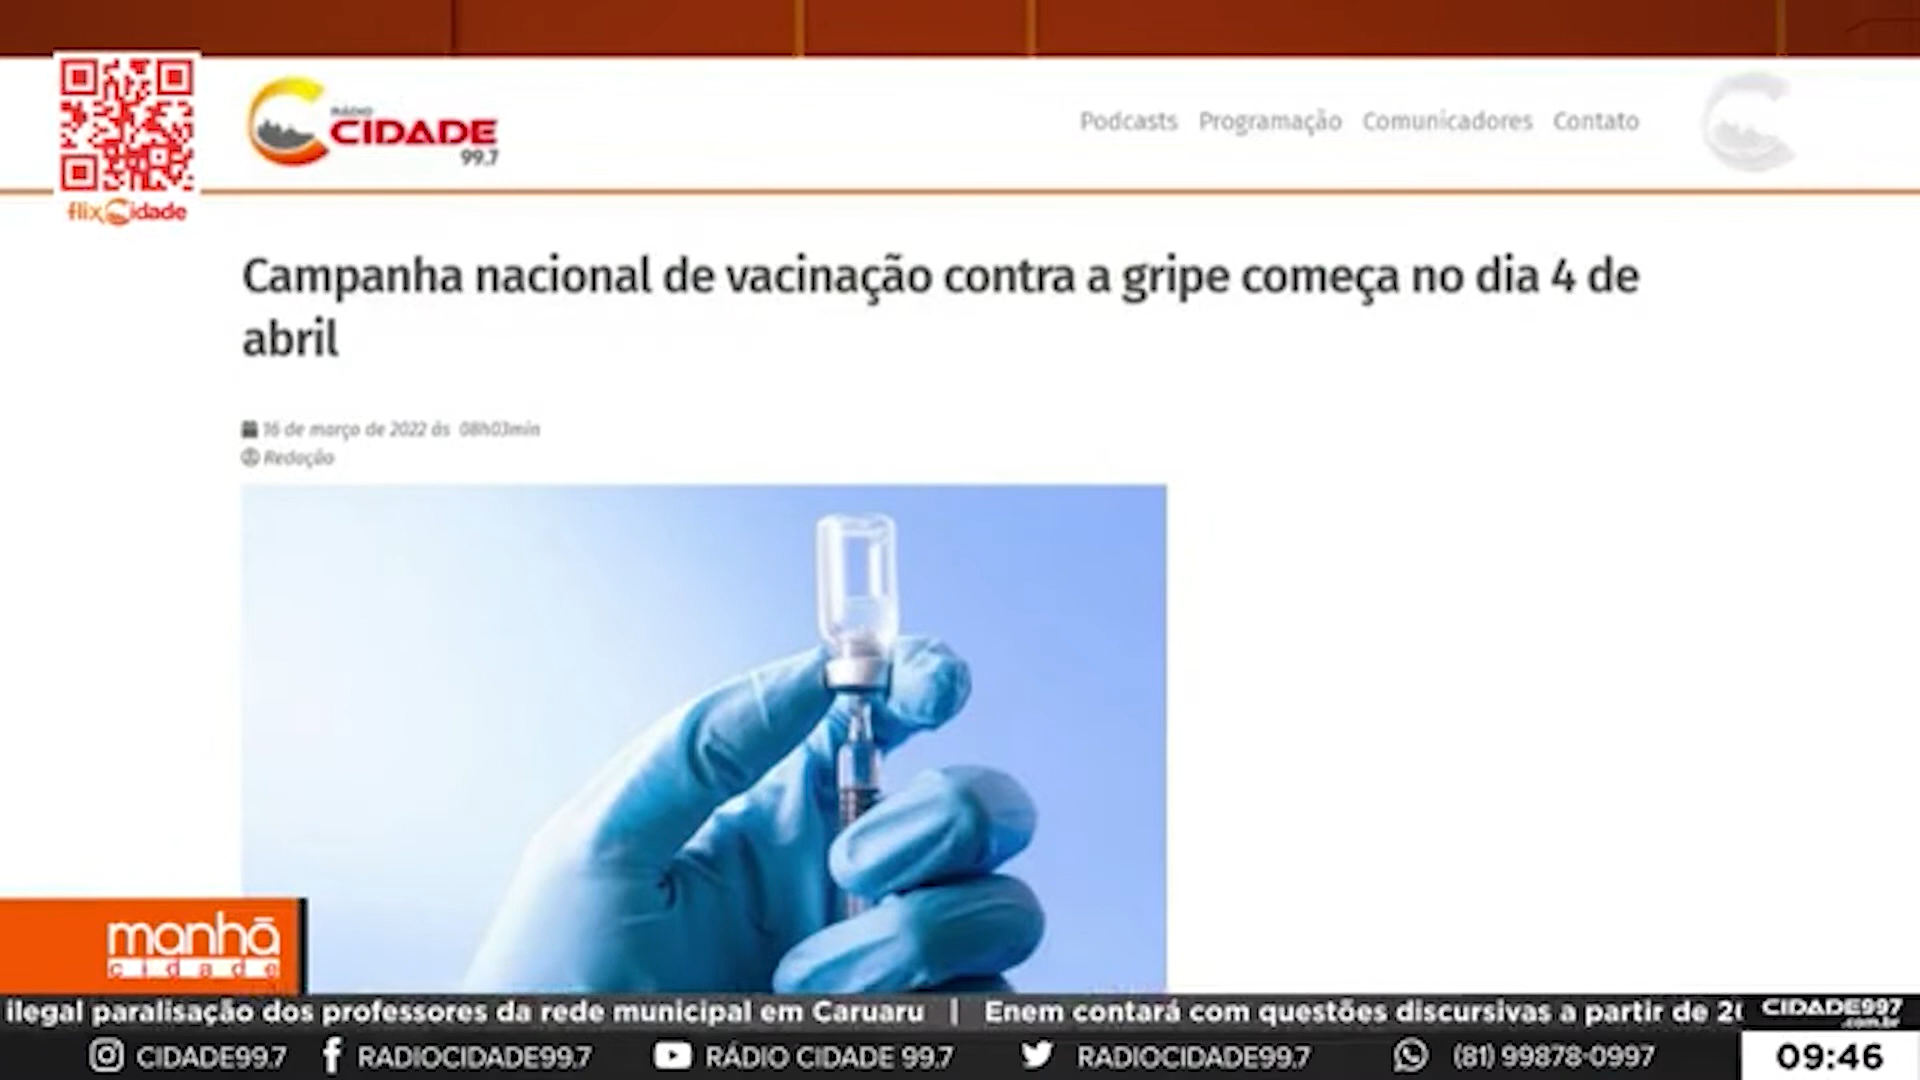 RÁDIO
CIDADE
99.7
Podcasts Programação Comunicadores Contato
flixCidade
Campanha nacional de vacinação contra a gripe começa no dia 4 de
abril
16 de março de 2022 às 08h03min
Redação
manhã
cidade
ilegal paralisação dos professores da rede municipal em Caruaru | Enem contará com questões discursivas a partir de
CIDADE997
.com.br
CIDADE99.7 RADIOCIDADE99.7 RÁDIO CIDADE 99.7 RADIOCIDADE99.7 (81) 99878-0997
09:46